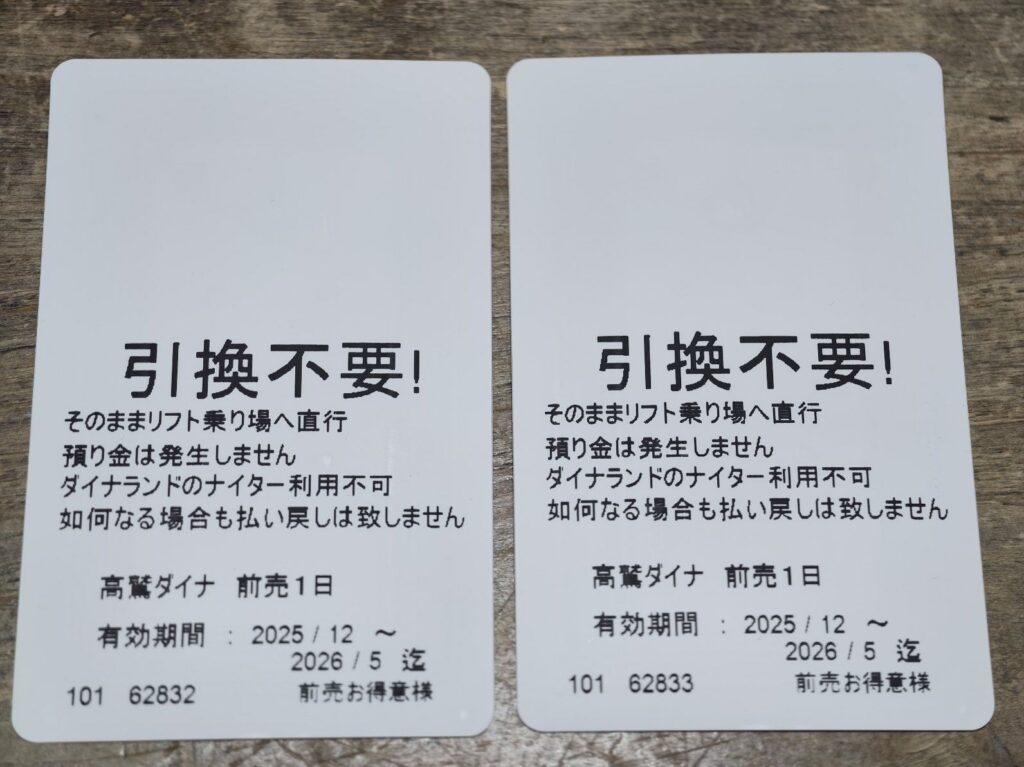 引換不要!
そのままリフト乗り場へ直行
預り金は発生しません
ダイナランドのナイター利用不可
如何なる場合も払い戻しは致しません
高鷲ダイナ 前売1日
有効期間 : 2025 / 12 ～
2026 / 5 迄
101 62832 前売お得意様
引換不要!
そのままリフト乗り場へ直行
預り金は発生しません
ダイナランドのナイター利用不可
如何なる場合も払い戻しは致しません
高鷲ダイナ 前売1日
有効期間 : 2025 / 12 ～
2026 / 5 迄
101 62833 前売お得意様